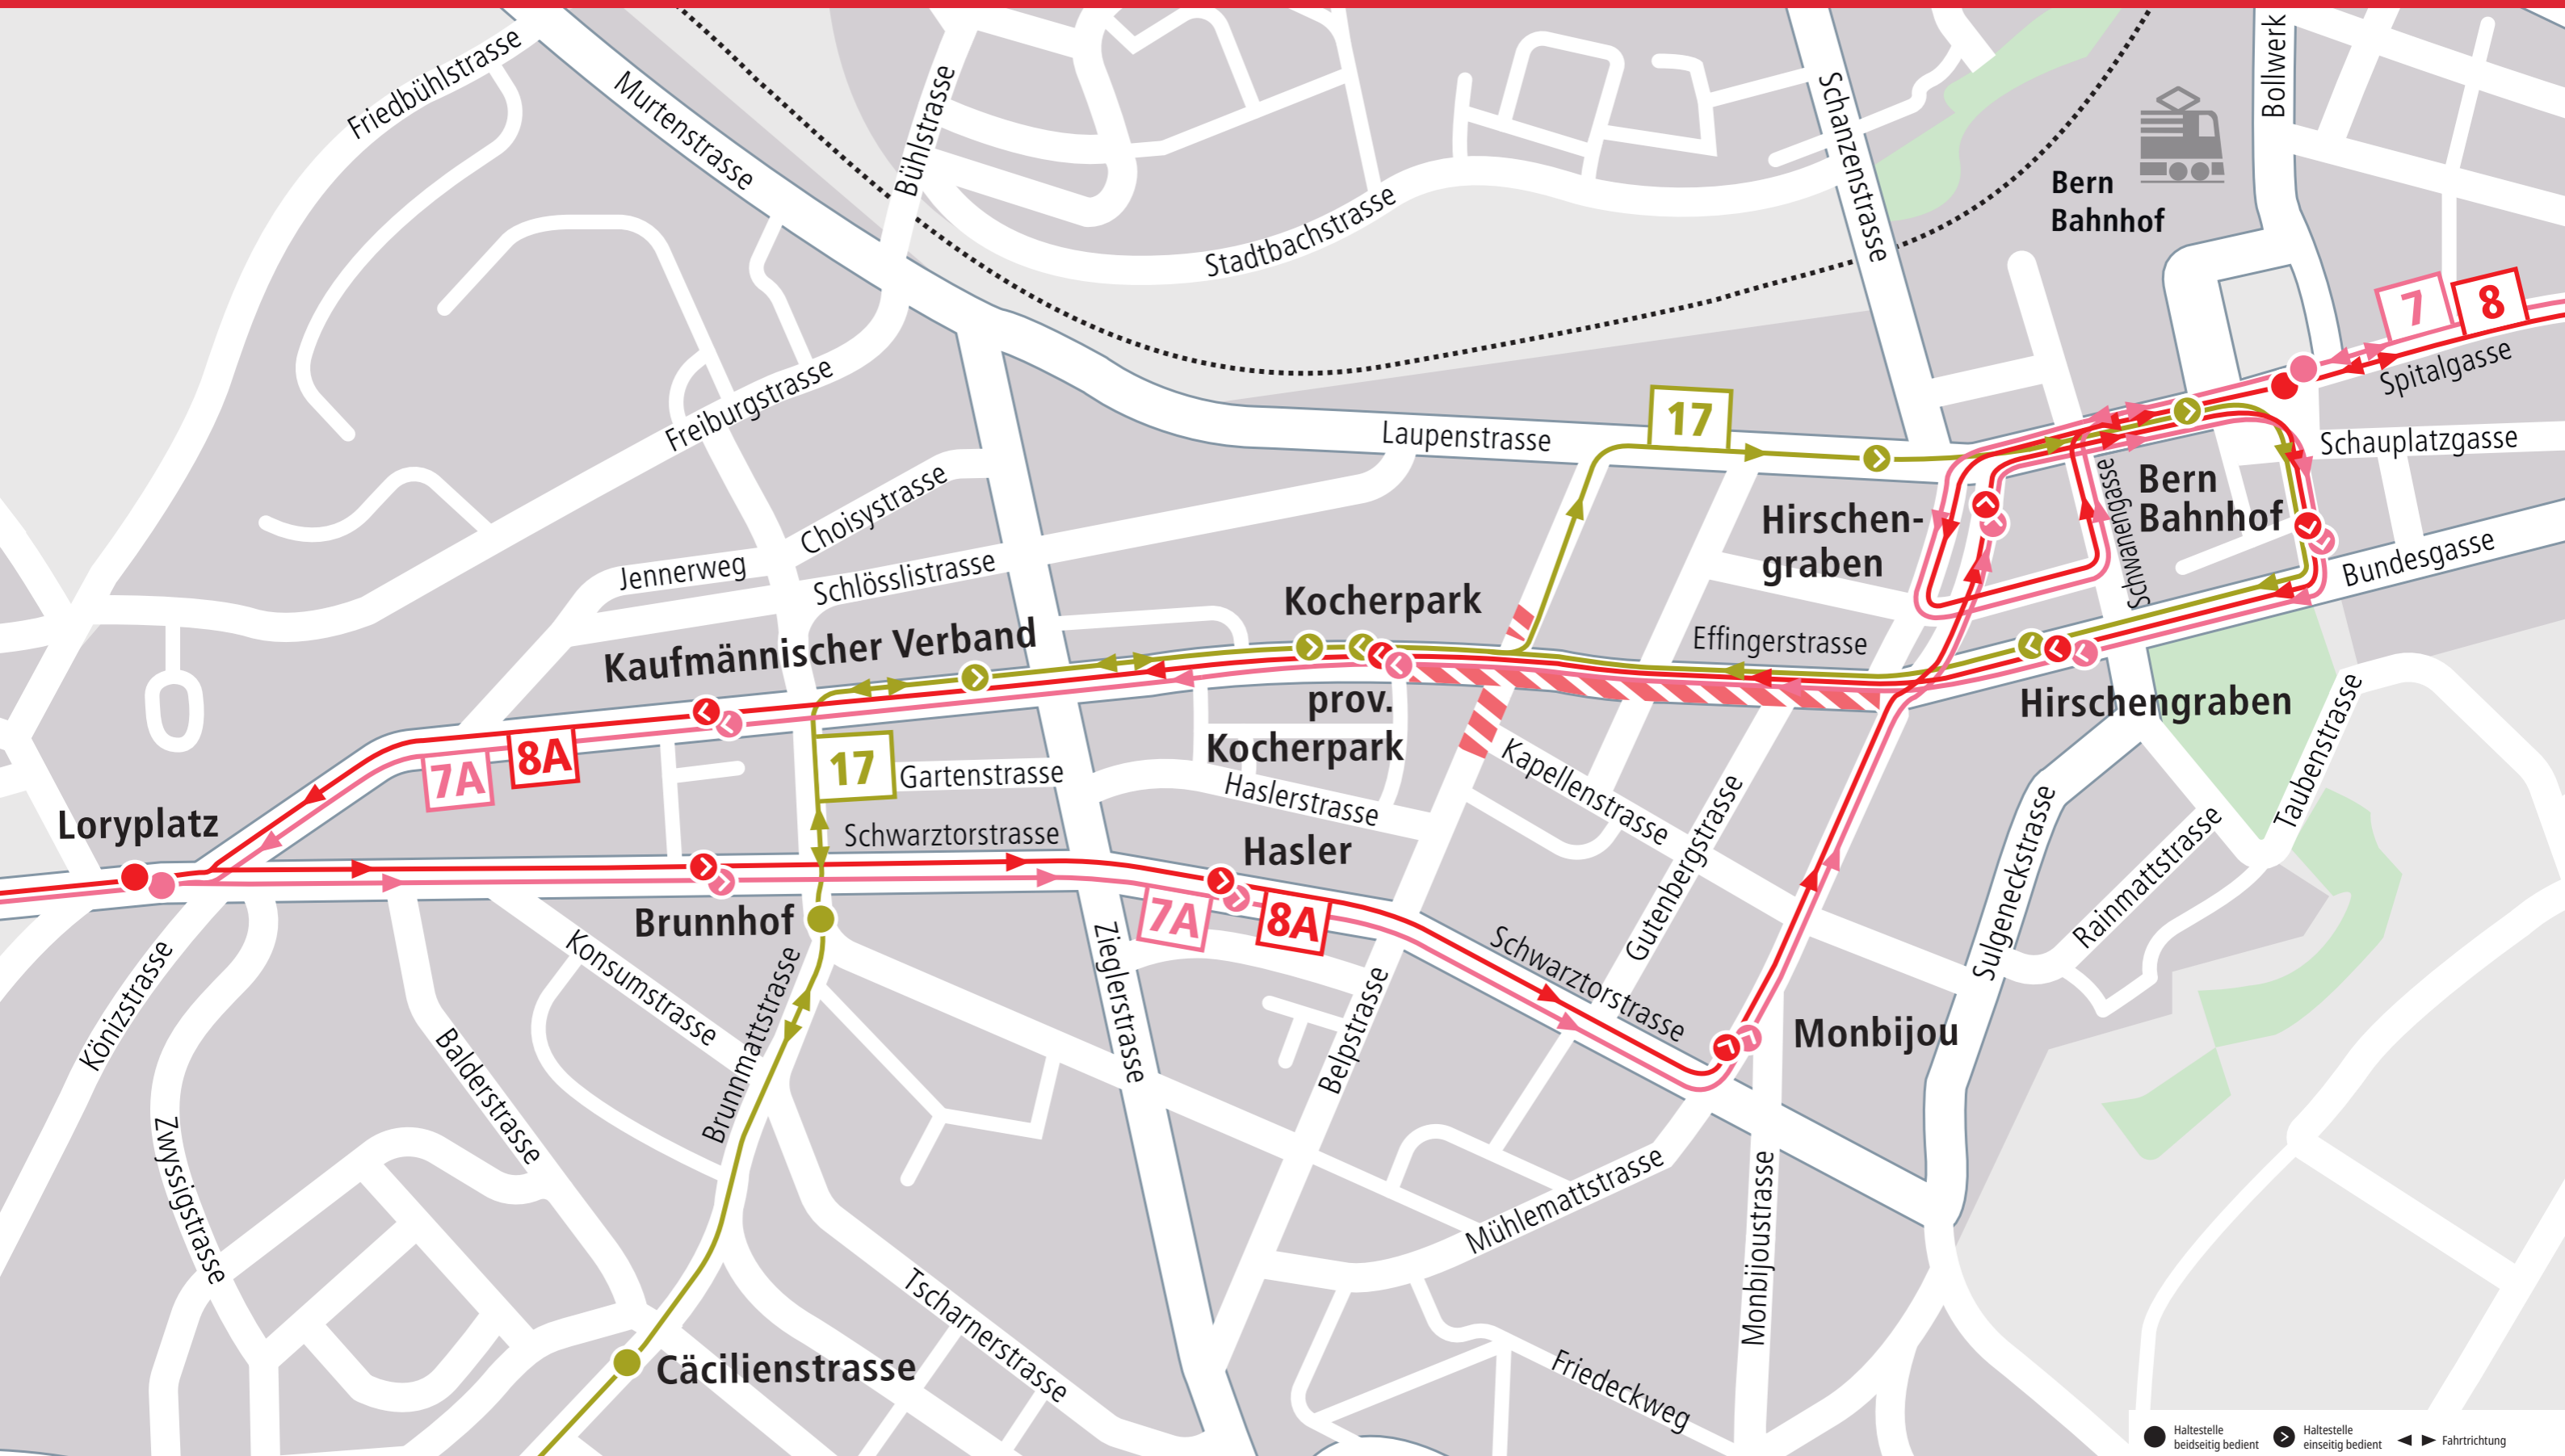 Friedbühlstrasse
Murtenstrasse
Bühlstrasse
Stadtbachstrasse
Schanzenstrasse
Bollwerk
Bern
Bahnhof
7
8
Spitalgasse
Freiburgstrasse
17
Laupenstrasse
Schauplatzgasse
Choisystrasse
Jennerweg
Schlösslistrasse
Hirschen-
graben
Schwanengasse
Bern
Bahnhof
Bundesgasse
Kocherpark
Kaufmännischer Verband
Effingerstrasse
Hirschengraben
prov.
Kocherpark
7A
8A
17
Gartenstrasse
Haslerstrasse
Kapellenstrasse
Gutenbergstrasse
Taubenstrasse
Loryplatz
Schwarztorstrasse
Hasler
Sulgeneckstrasse
Rainmattstrasse
Brunnhof
7A
8A
Könizstrasse
Konsumstrasse
Brunnmattstrasse
Zieglerstrasse
Belpstrasse
Schwarztorstrasse
Monbijou
Balderstrasse
Zwyssigstrasse
Mühlemattstrasse
Monbijoustrasse
Tscharnerstrasse
Cäcilienstrasse
Friedeckweg
Haltestelle
beidseitig bedient
Haltestelle
einseitig bedient
Fahrtrichtung